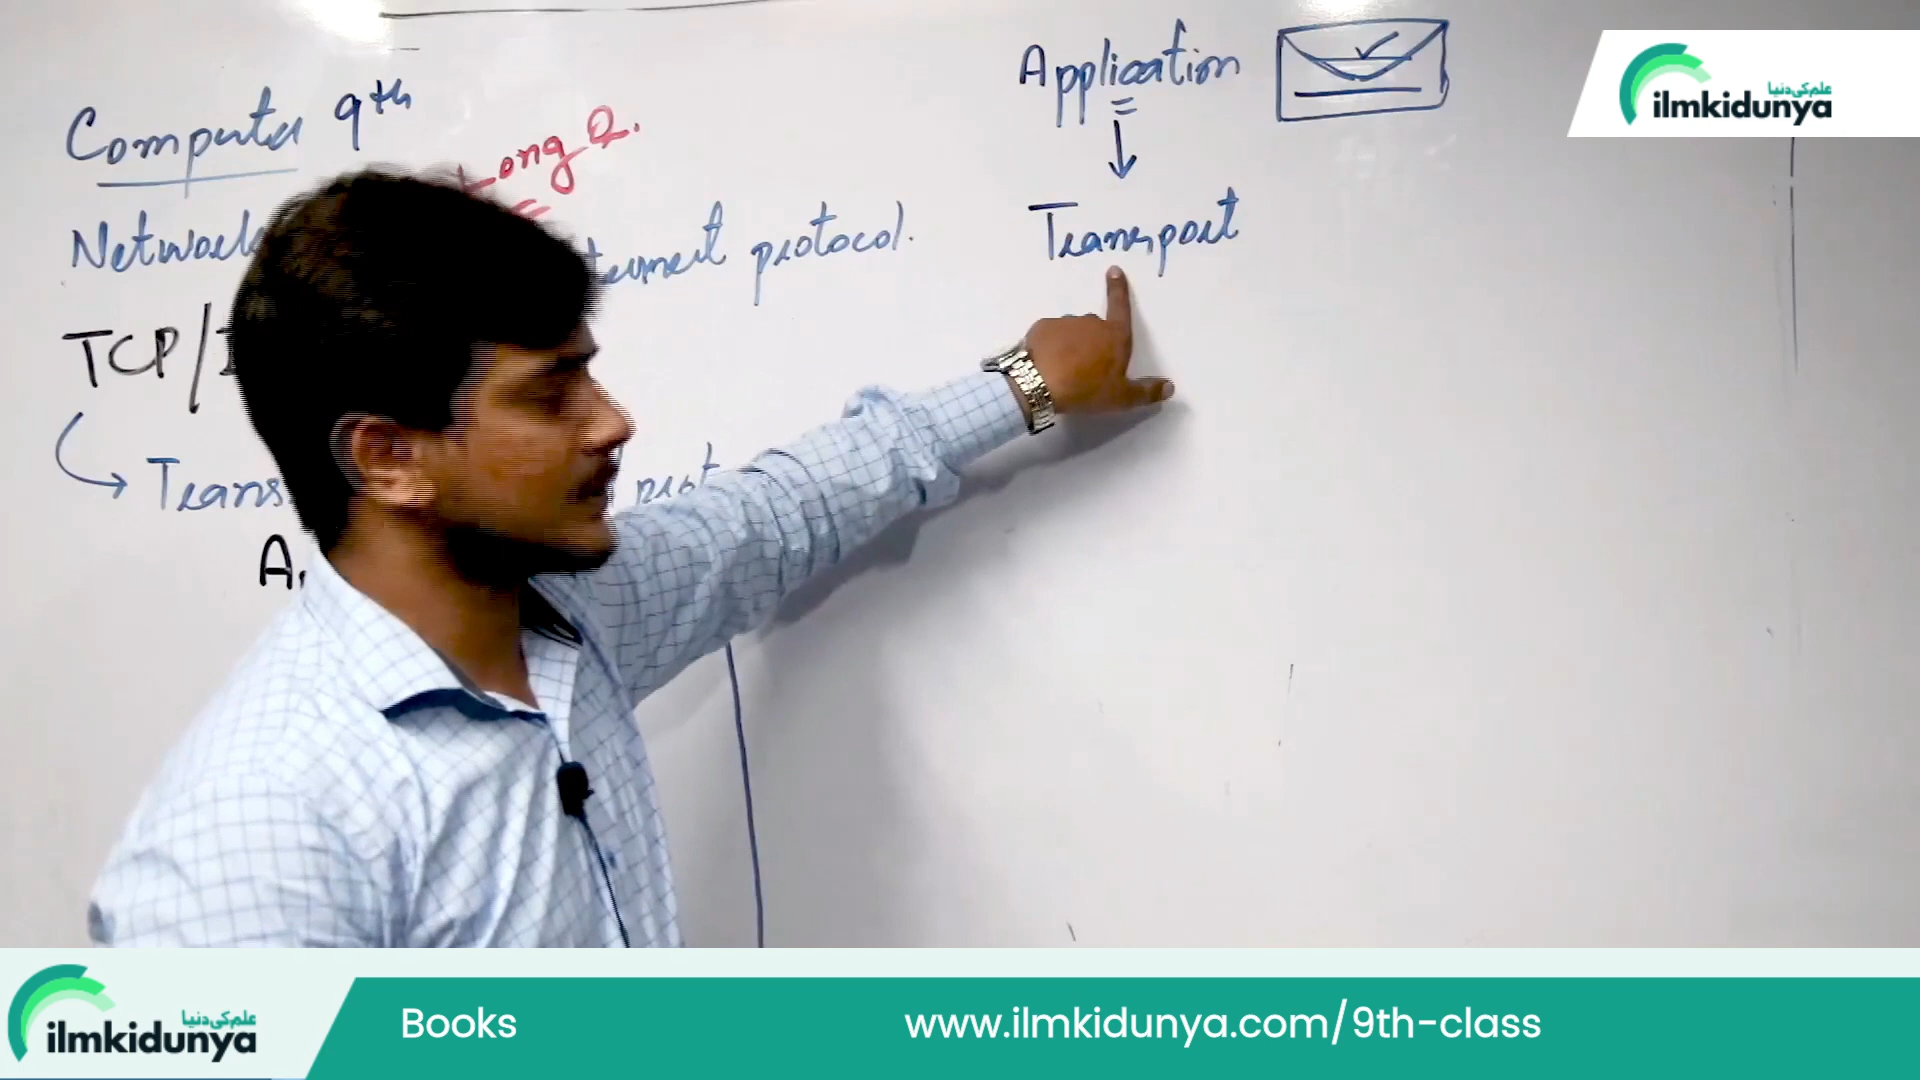 Computer 9th
Long Q.
Network
protocol.
TCP/
Trans
A
Application
Transport
علم کی دنیا
ilmkidunya
علم کی دنیا
ilmkidunya
Books
www.ilmkidunya.com/9th-class